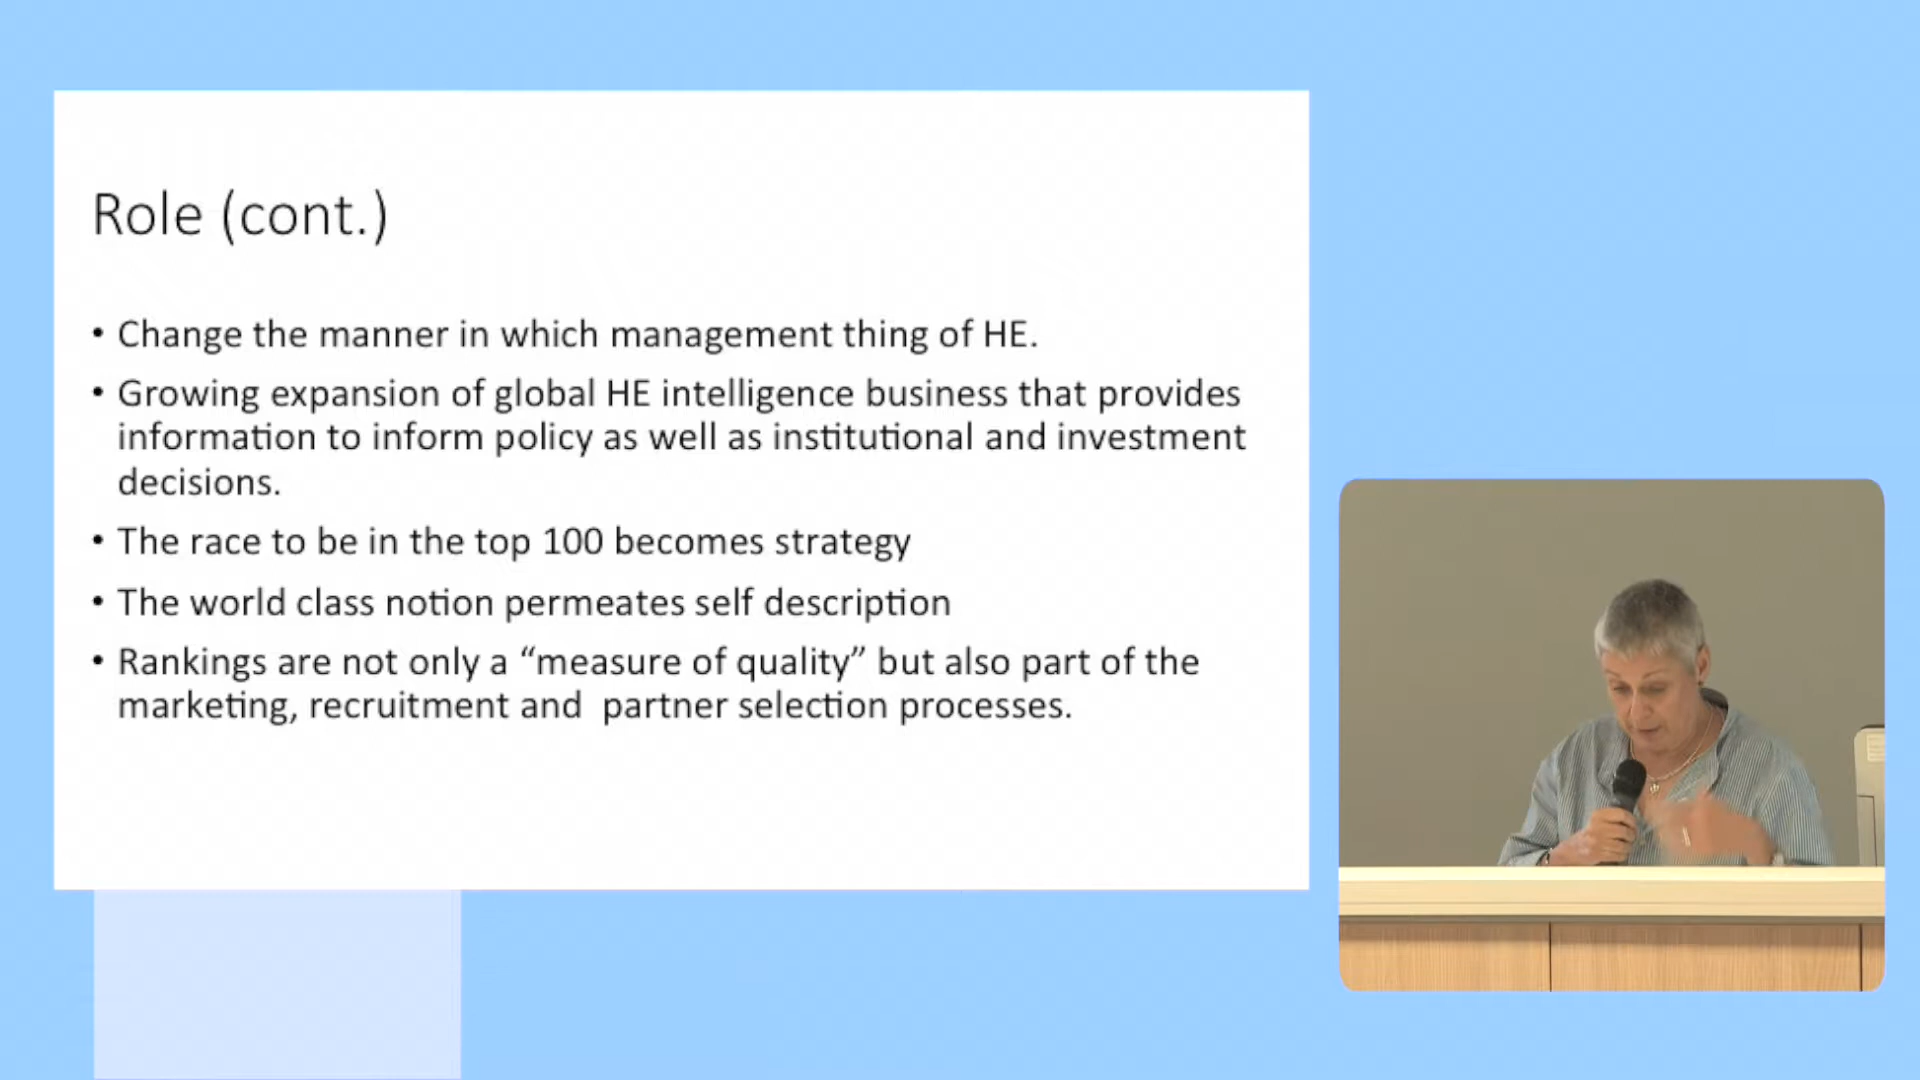 Role (cont.)
• Change the manner in which management thing of HE.
• Growing expansion of global HE intelligence business that provides
information to inform policy as well as institutional and investment
decisions.
• The race to be in the top 100 becomes strategy
• The world class notion permeates self description
• Rankings are not only a “measure of quality” but also part of the
marketing, recruitment and  partner selection processes.